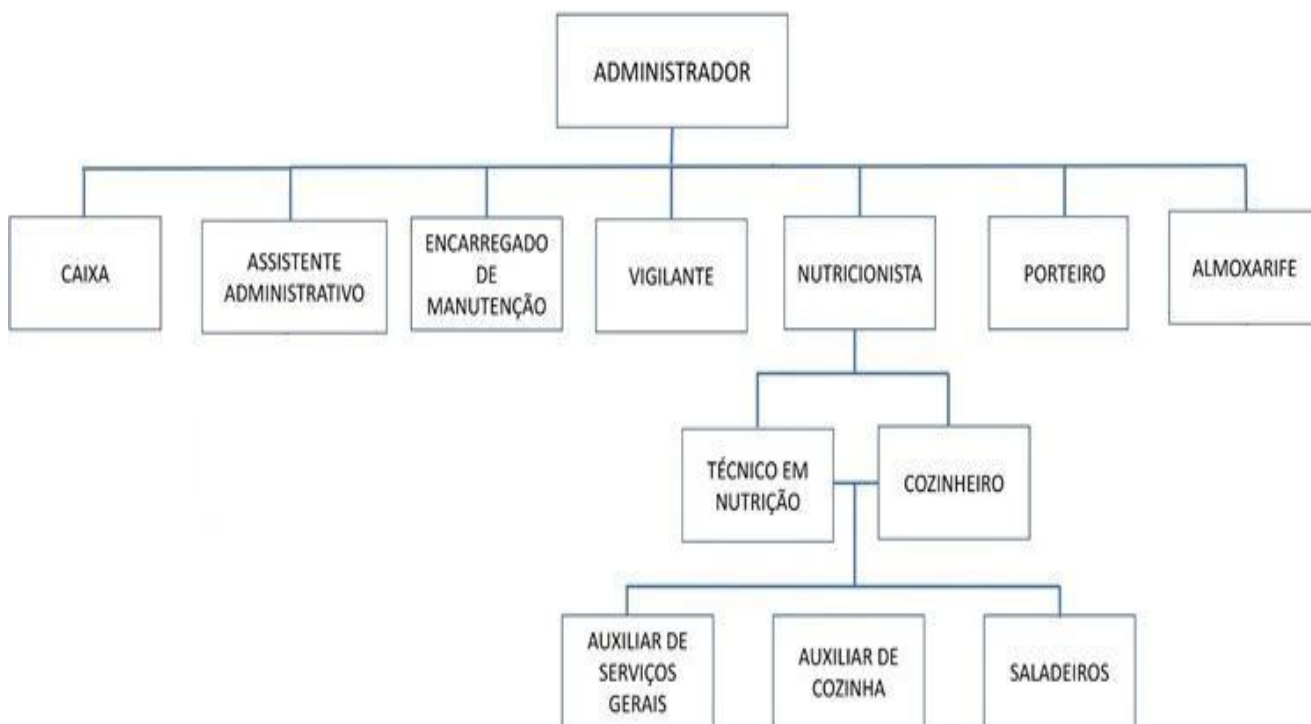 ADMINISTRADOR
CAIXA
ASSISTENTE
ADMINISTRATIVO
ENCARREGADO
DE
MANUTENÇÃO
VIGILANTE
NUTRICIONISTA
PORTEIRO
ALMOXARIFE
TÉCNICO EM
NUTRIÇÃO
COZINHEIRO
AUXILIAR DE
SERVIÇOS
GERAIS
AUXILIAR DE
COZINHA
SALADEIROS